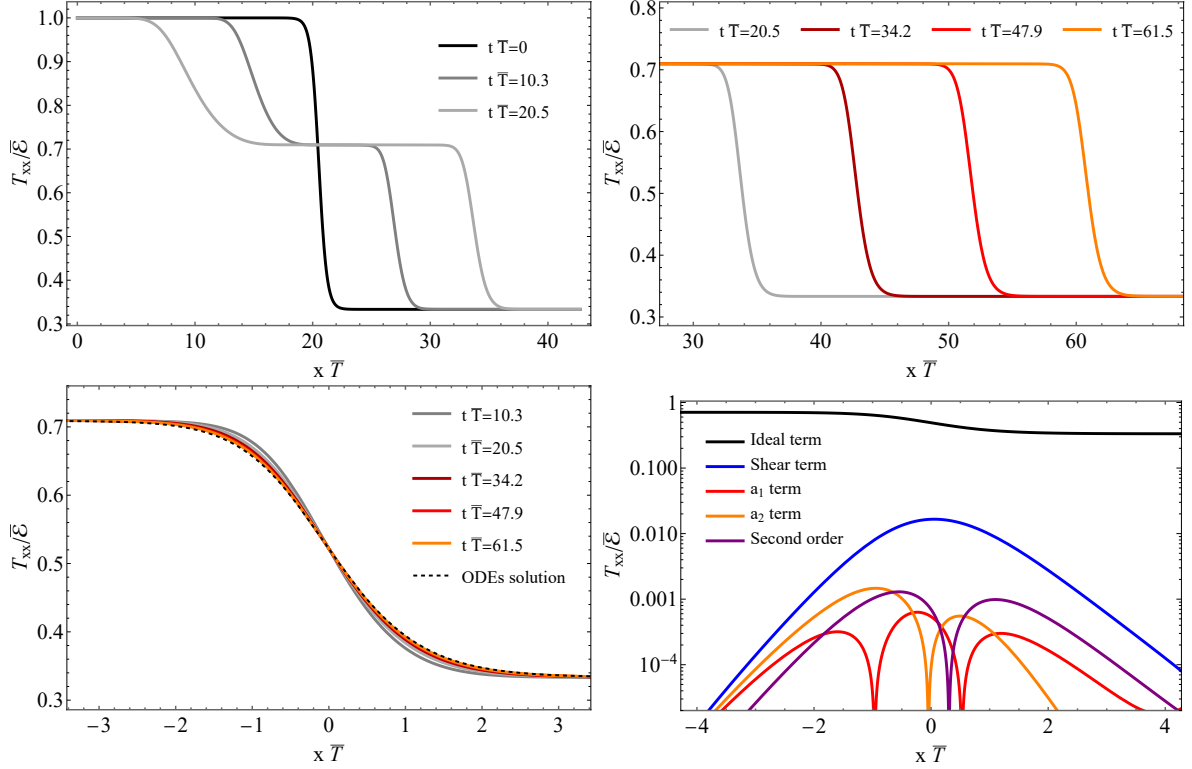 T_xx/ℰ̅
1.0
0.9
0.8
0.7
0.6
0.5
0.4
0.3
t T̅=0
t T̅=10.3
t T̅=20.5
0 10 20 30 40
x T̅
T_xx/ℰ̅
0.8
0.7
0.6
0.5
0.4
0.3
t T̅=20.5 t T̅=34.2 t T̅=47.9 t T̅=61.5
30 40 50 60
x T̅
T_xx/ℰ̅
0.7
0.6
0.5
0.4
0.3
t T̅=10.3
t T̅=20.5
t T̅=34.2
t T̅=47.9
t T̅=61.5
ODEs solution
−3 −2 −1 0 1 2 3
x T̅
T_xx/ℰ̅
1
0.100
0.010
0.001
10⁻⁴
Ideal term
Shear term
a₁ term
a₂ term
Second order
−4 −2 0 2 4
x T̅